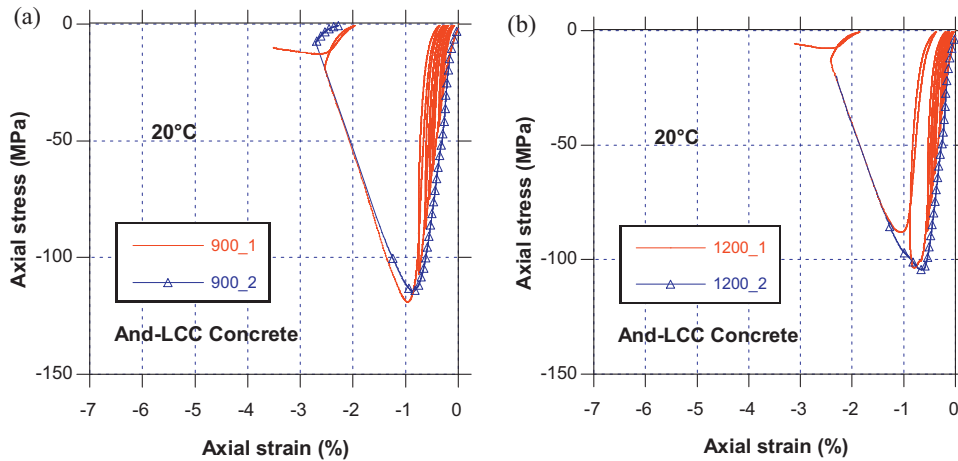 (a)
0
-50
-100
-150
-7 -6 -5 -4 -3 -2 -1 0
Axial stress (MPa)
Axial strain (%)
20°C
900_1
900_2
And-LCC Concrete
(b)
0
-50
-100
-150
-7 -6 -5 -4 -3 -2 -1 0
Axial stress (MPa)
Axial strain (%)
20°C
1200_1
1200_2
And-LCC Concrete